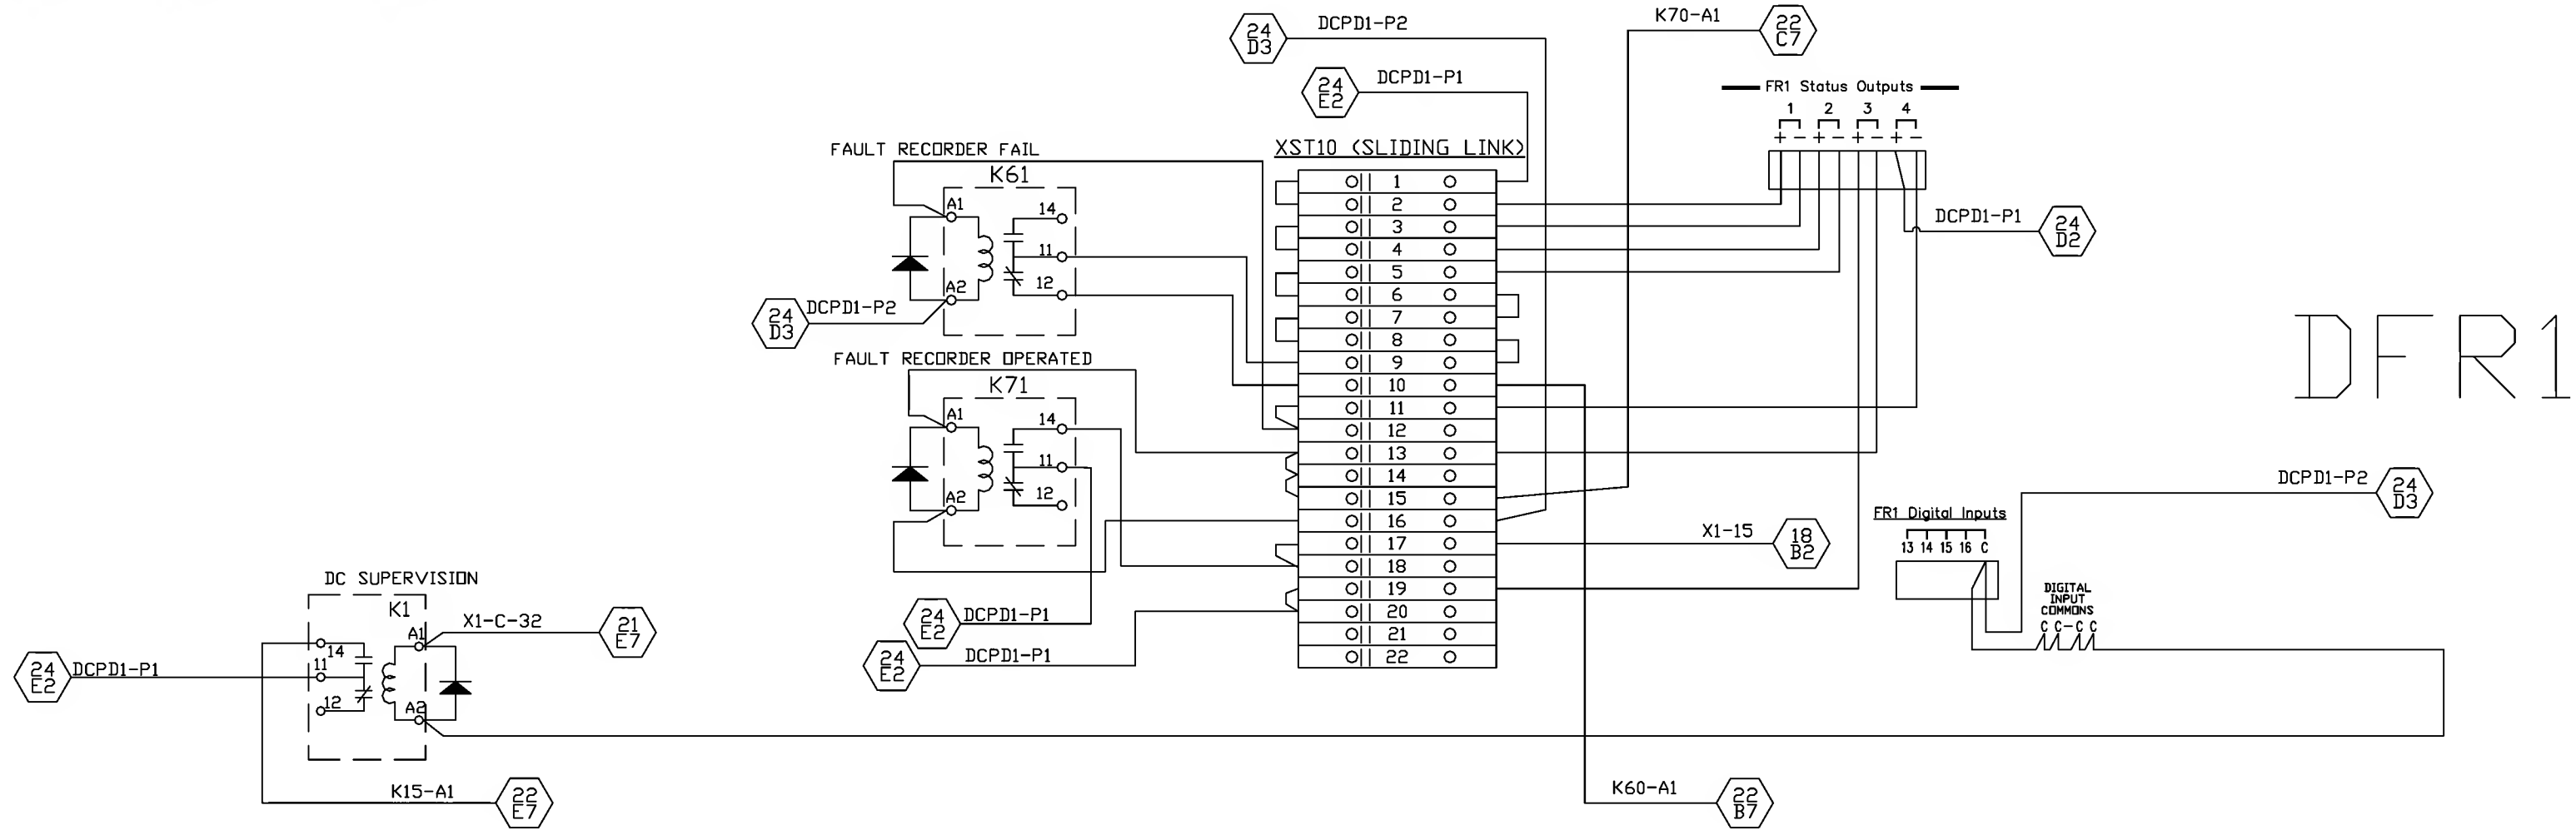 24
D3
DCPD1-P2
K70-A1
22
C7
24
E2
DCPD1-P1
FR1 Status Outputs
1 2 3 4
+ - + - + - + -
FAULT RECORDER FAIL
XST10 (SLIDING LINK)
K61
A1
14
11
A2
12
24
D3
DCPD1-P2
DCPD1-P1
24
D2
1
2
3
4
5
6
7
8
9
10
11
12
13
14
15
16
17
18
19
20
21
22
DFR1
FAULT RECORDER OPERATED
K71
A1
14
11
A2
12
DCPD1-P2
24
D3
FR1 Digital Inputs
13 14 15 16 C
X1-15
18
B2
DIGITAL
INPUT
COMMONS
C C-C C
DC SUPERVISION
K1
A1
14
11
12
A2
X1-C-32
21
E7
24
E2
DCPD1-P1
24
E2
DCPD1-P1
24
E2
DCPD1-P1
K15-A1
22
E7
K60-A1
22
B7